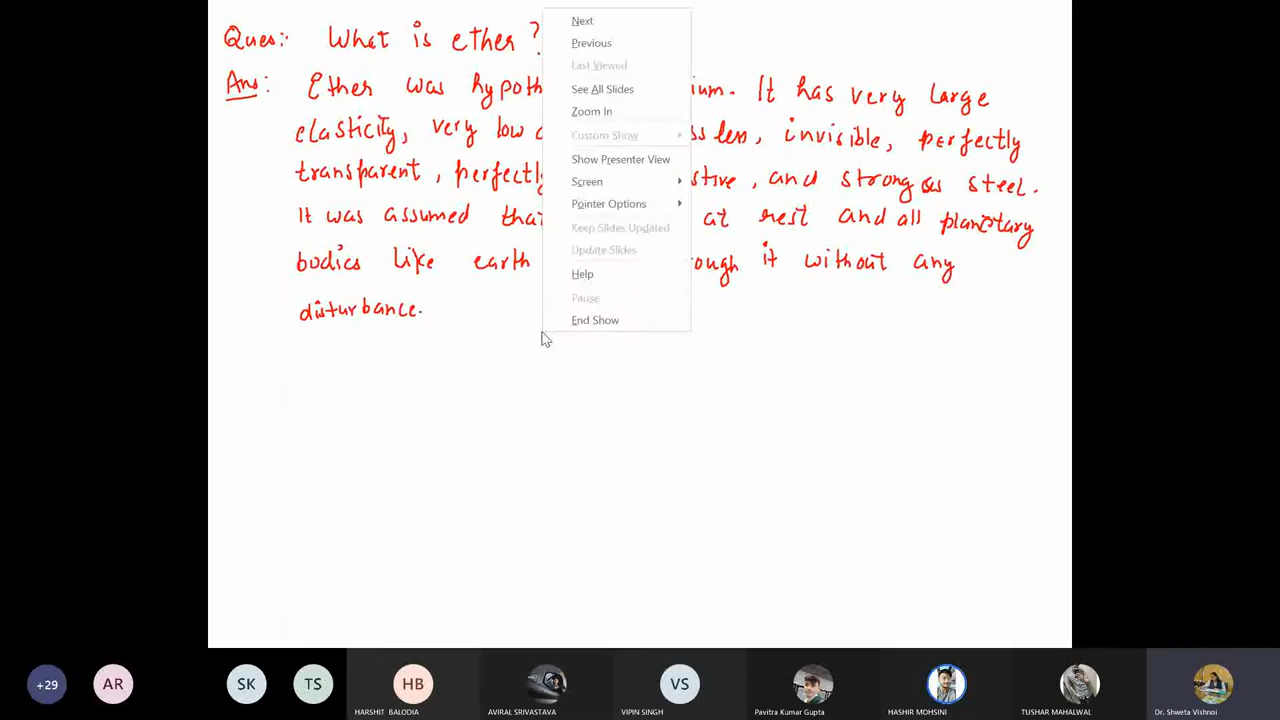 Ques:- What is ether?
Ans: Ether was hypoth ium. It has very large
elasticity, very low ss less, invisible, perfectly
transparent, perfectly stive, and strong as steel.
It was assumed that at rest and all planetary
bodies like earth ough it without any
disturbance.
Next
Previous
Last Viewed
See All Slides
Zoom In
Custom Show
Show Presenter View
Screen
Pointer Options
Keep Slides Updated
Update Slides
Help
Pause
End Show
+29
AR
SK
TS
HB
VS
HARSHIT BALODIA
AVIRAL SRIVASTAVA
VIPIN SINGH
Pavitra Kumar Gupta
HASHIR MOHSINI
TUSHAR MAHALWAL
Dr. Shweta Vishnoi